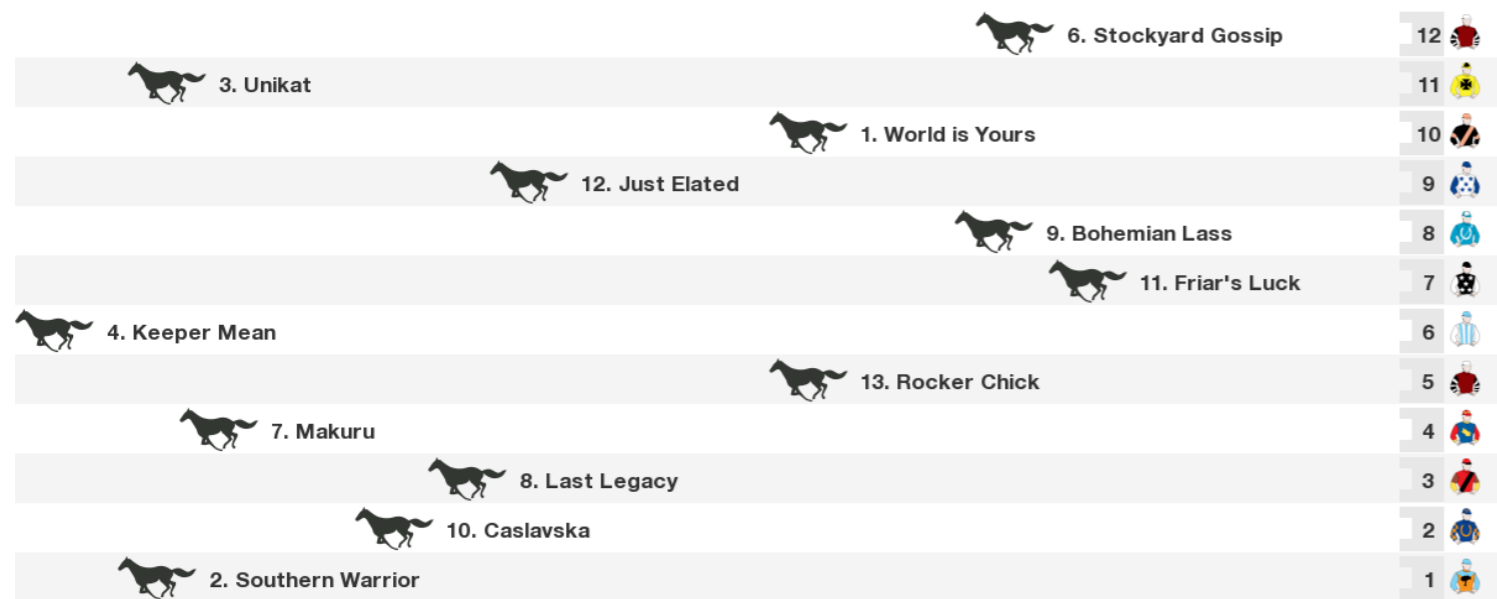 6. Stockyard Gossip 12
3. Unikat 11
1. World is Yours 10
12. Just Elated 9
9. Bohemian Lass 8
11. Friar's Luck 7
4. Keeper Mean 6
13. Rocker Chick 5
7. Makuru 4
8. Last Legacy 3
10. Caslavska 2
2. Southern Warrior 1